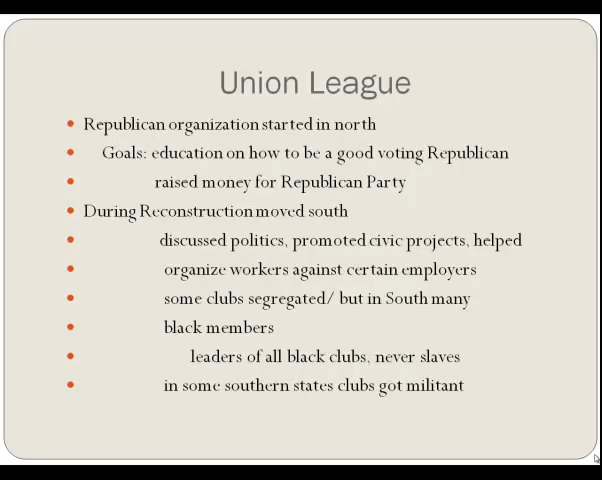 Union League
Republican organization started in north
Goals: education on how to be a good voting Republican
raised money for Republican Party
During Reconstruction moved south
discussed politics, promoted civic projects, helped
organize workers against certain employers
some clubs segregated/ but in South many
black members
leaders of all black clubs, never slaves
in some southern states clubs got militant